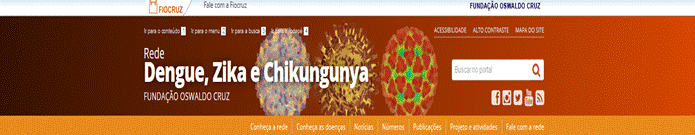 FIOCRUZ
Fale com a Fiocruz
FUNDAÇÃO OSWALDO CRUZ
Ir para o conteúdo 1 Ir para o menu 2 Ir para a busca 3 Ir para o rodapé 4
ACESSIBILIDADE ALTO CONTRASTE MAPA DO SITE
Rede
Dengue, Zika e Chikungunya
FUNDAÇÃO OSWALDO CRUZ
Buscar no portal
Conheça a rede Conheça as doenças Notícias Números Publicações Projeto e atividades Fale com a rede